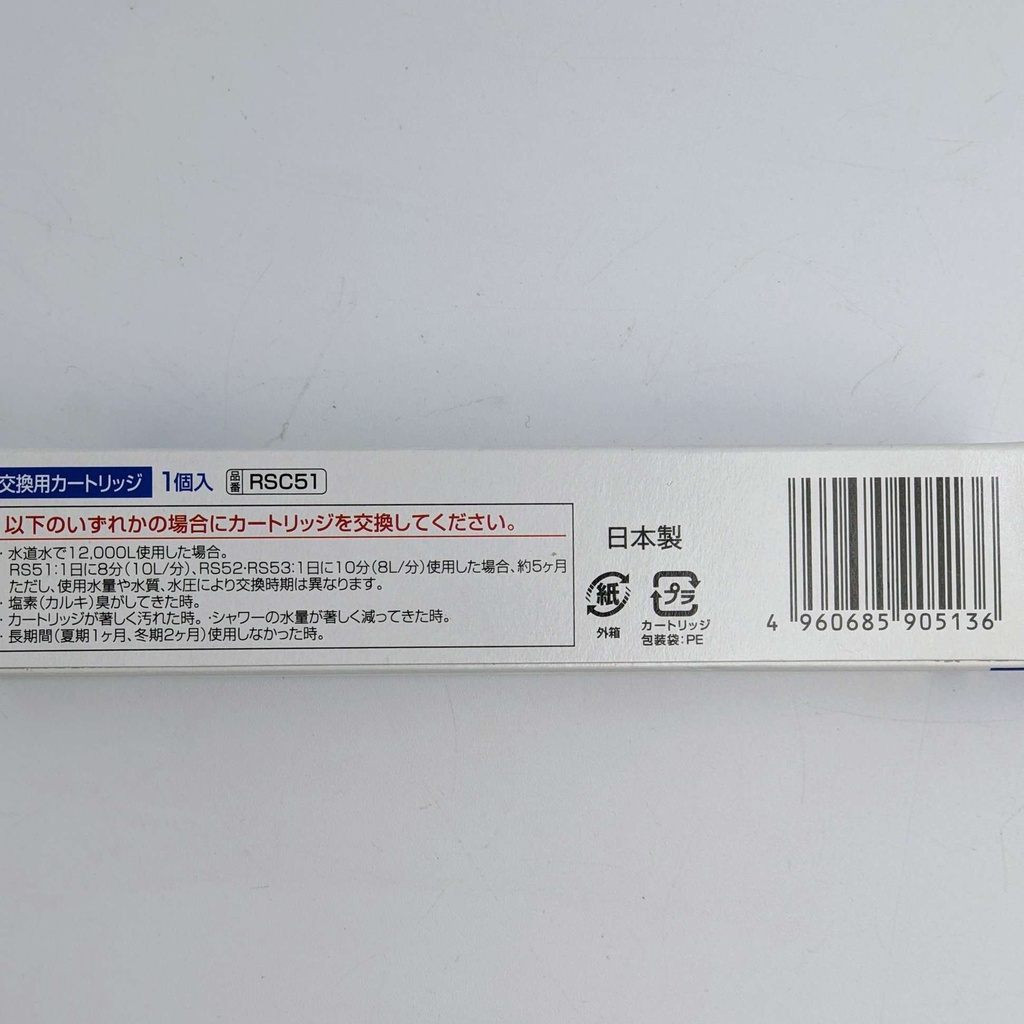 交換用カートリッジ 1個入 品番 RSC51
以下のいずれかの場合にカートリッジを交換してください。
・水道水で12,000L使用した場合。
RS51:1日に8分(10L/分)、RS52・RS53:1日に10分(8L/分)使用した場合、約5ヶ月
ただし、使用水量や水質、水圧により交換時期は異なります。
・塩素(カルキ)臭がしてきた時。
・カートリッジが著しく汚れた時。・シャワーの水量が著しく減ってきた時。
・長期間(夏期1ヶ月、冬期2ヶ月)使用しなかった時。
日本製
紙
外箱
プラ
カートリッジ
包装袋:PE
4 960685 905136